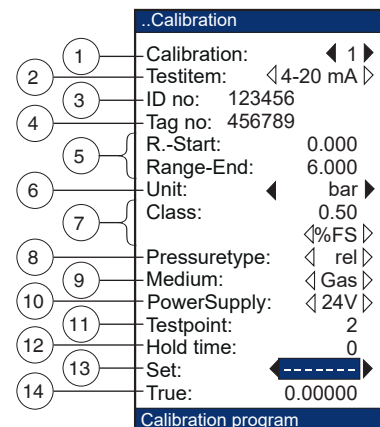 ..Calibration
1 Calibration: 1
2 Testitem: 4-20 mA
3 ID no: 123456
4 Tag no: 456789
5 R.-Start: 0.000
Range-End: 6.000
6 Unit: bar
7 Class: 0.50
%FS
8 Pressuretype: rel
9 Medium: Gas
10 PowerSupply: 24V
11 Testpoint: 2
12 Hold time: 0
13 Set: -------
14 True: 0.00000
Calibration program